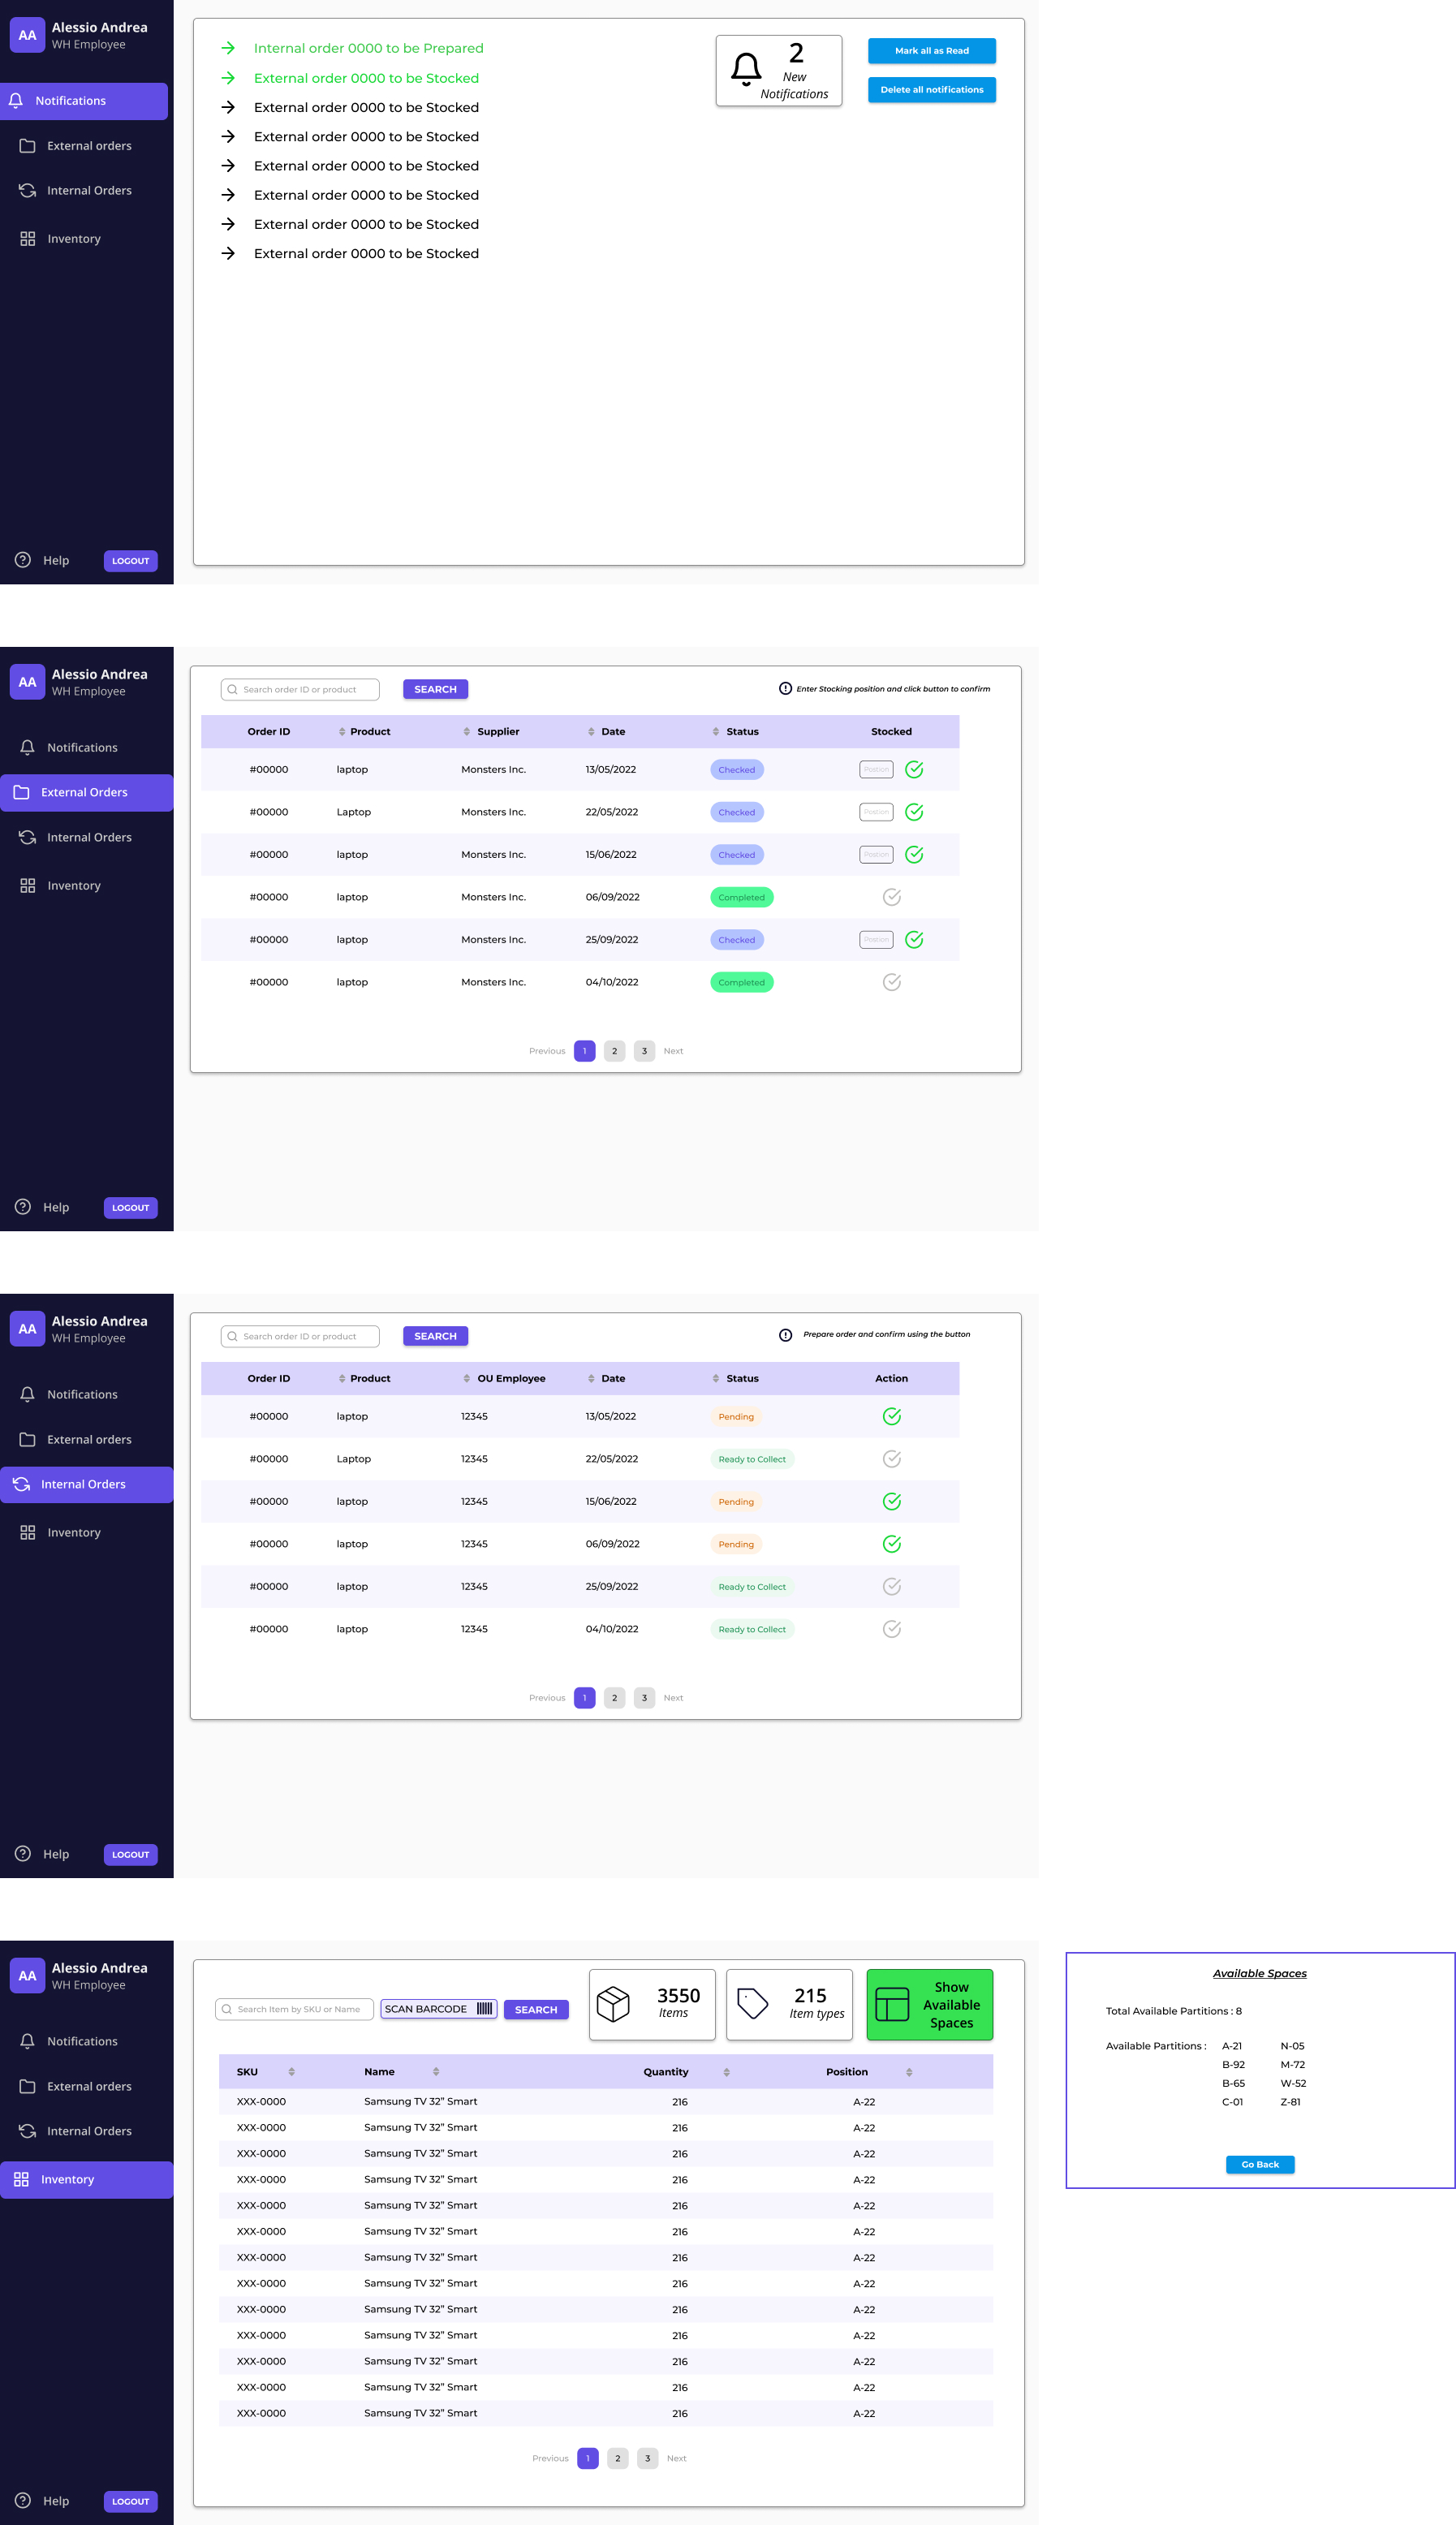 AA
Alessio Andrea
WH Employee
Notifications
External orders
Internal Orders
Inventory
Help
LOGOUT
Internal order 0000 to be Prepared
External order 0000 to be Stocked
External order 0000 to be Stocked
External order 0000 to be Stocked
External order 0000 to be Stocked
External order 0000 to be Stocked
External order 0000 to be Stocked
External order 0000 to be Stocked
2
New
Notifications
Mark all as Read
Delete all notifications
AA
Alessio Andrea
WH Employee
Notifications
External Orders
Internal Orders
Inventory
Help
LOGOUT
Search order ID or product
SEARCH
Enter Stocking position and click button to confirm
Order ID Product Supplier Date Status Stocked
#00000 laptop Monsters Inc. 13/05/2022 Checked Postion
#00000 Laptop Monsters Inc. 22/05/2022 Checked Postion
#00000 laptop Monsters Inc. 15/06/2022 Checked Postion
#00000 laptop Monsters Inc. 06/09/2022 Completed
#00000 laptop Monsters Inc. 25/09/2022 Checked Postion
#00000 laptop Monsters Inc. 04/10/2022 Completed
Previous 1 2 3 Next
AA
Alessio Andrea
WH Employee
Notifications
External orders
Internal Orders
Inventory
Help
LOGOUT
Search order ID or product
SEARCH
Prepare order and confirm using the button
Order ID Product OU Employee Date Status Action
#00000 laptop 12345 13/05/2022 Pending
#00000 Laptop 12345 22/05/2022 Ready to Collect
#00000 laptop 12345 15/06/2022 Pending
#00000 laptop 12345 06/09/2022 Pending
#00000 laptop 12345 25/09/2022 Ready to Collect
#00000 laptop 12345 04/10/2022 Ready to Collect
Previous 1 2 3 Next
AA
Alessio Andrea
WH Employee
Notifications
External orders
Internal Orders
Inventory
Help
LOGOUT
Search Item by SKU or Name
SCAN BARCODE
SEARCH
3550
Items
215
Item types
Show
Available
Spaces
SKU Name Quantity Position
XXX-0000 Samsung TV 32” Smart 216 A-22
XXX-0000 Samsung TV 32” Smart 216 A-22
XXX-0000 Samsung TV 32” Smart 216 A-22
XXX-0000 Samsung TV 32” Smart 216 A-22
XXX-0000 Samsung TV 32” Smart 216 A-22
XXX-0000 Samsung TV 32” Smart 216 A-22
XXX-0000 Samsung TV 32” Smart 216 A-22
XXX-0000 Samsung TV 32” Smart 216 A-22
XXX-0000 Samsung TV 32” Smart 216 A-22
XXX-0000 Samsung TV 32” Smart 216 A-22
XXX-0000 Samsung TV 32” Smart 216 A-22
XXX-0000 Samsung TV 32” Smart 216 A-22
XXX-0000 Samsung TV 32” Smart 216 A-22
Previous 1 2 3 Next
Available Spaces
Total Available Partitions : 8
Available Partitions : A-21 N-05
B-92 M-72
B-65 W-52
C-01 Z-81
Go Back